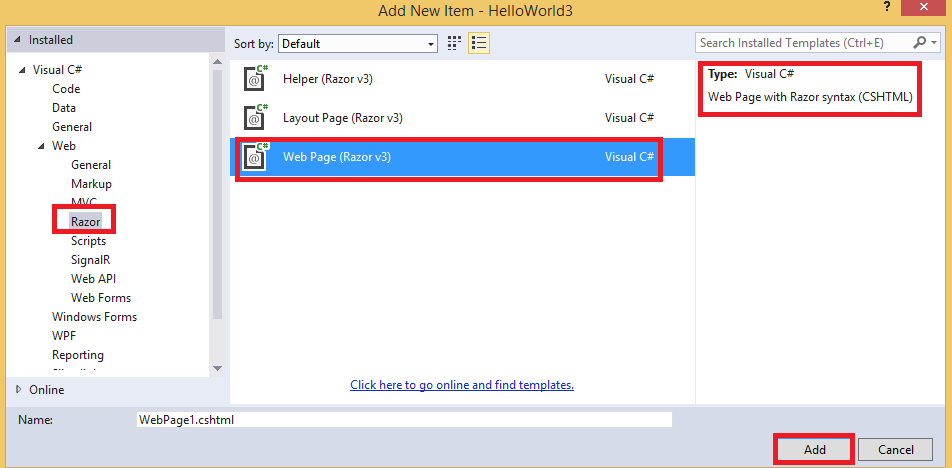 Add New Item - HelloWorld3
?
Installed
Visual C#
Code
Data
General
Web
General
Markup
MVC
Razor
Scripts
SignalR
Web API
Web Forms
Windows Forms
WPF
Reporting
Online
Sort by: Default
Search Installed Templates (Ctrl+E)
C# @ Helper (Razor v3) Visual C#
C# @ Layout Page (Razor v3) Visual C#
C# @ Web Page (Razor v3) Visual C#
Click here to go online and find templates.
Type: Visual C#
Web Page with Razor syntax (CSHTML)
Name: WebPage1.cshtml
Add Cancel